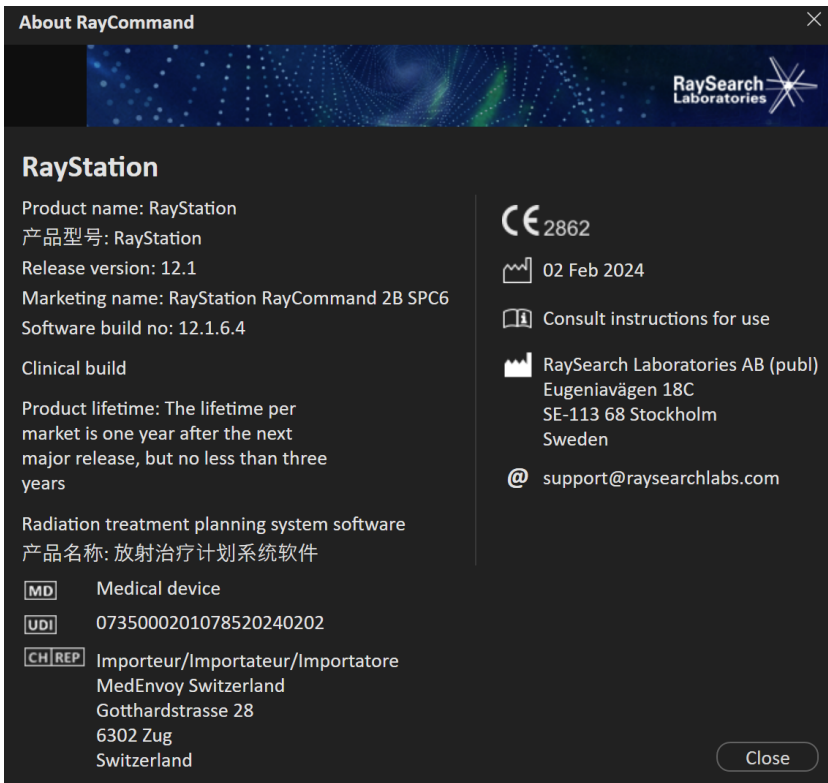 About RayCommand
RaySearch
Laboratories
RayStation
Product name: RayStation
产品型号: RayStation
Release version: 12.1
Marketing name: RayStation RayCommand 2B SPC6
Software build no: 12.1.6.4
Clinical build
Product lifetime: The lifetime per
market is one year after the next
major release, but no less than three
years
Radiation treatment planning system software
产品名称: 放射治疗计划系统软件
MD Medical device
UDI 0735000201078520240202
CH REP Importeur/Importateur/Importatore
MedEnvoy Switzerland
Gotthardstrasse 28
6302 Zug
Switzerland
CE 2862
02 Feb 2024
Consult instructions for use
RaySearch Laboratories AB (publ)
Eugeniavägen 18C
SE-113 68 Stockholm
Sweden
@ support@raysearchlabs.com
Close